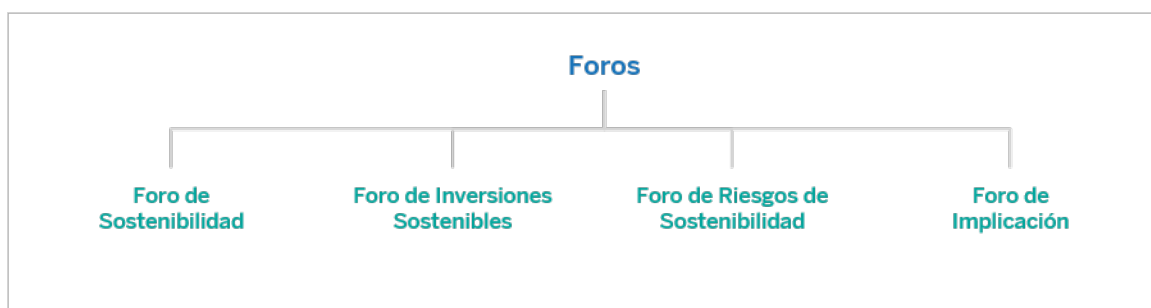 Foros
Foro de
Sostenibilidad
Foro de Inversiones
Sostenibles
Foro de Riesgos de
Sostenibilidad
Foro de
Implicación